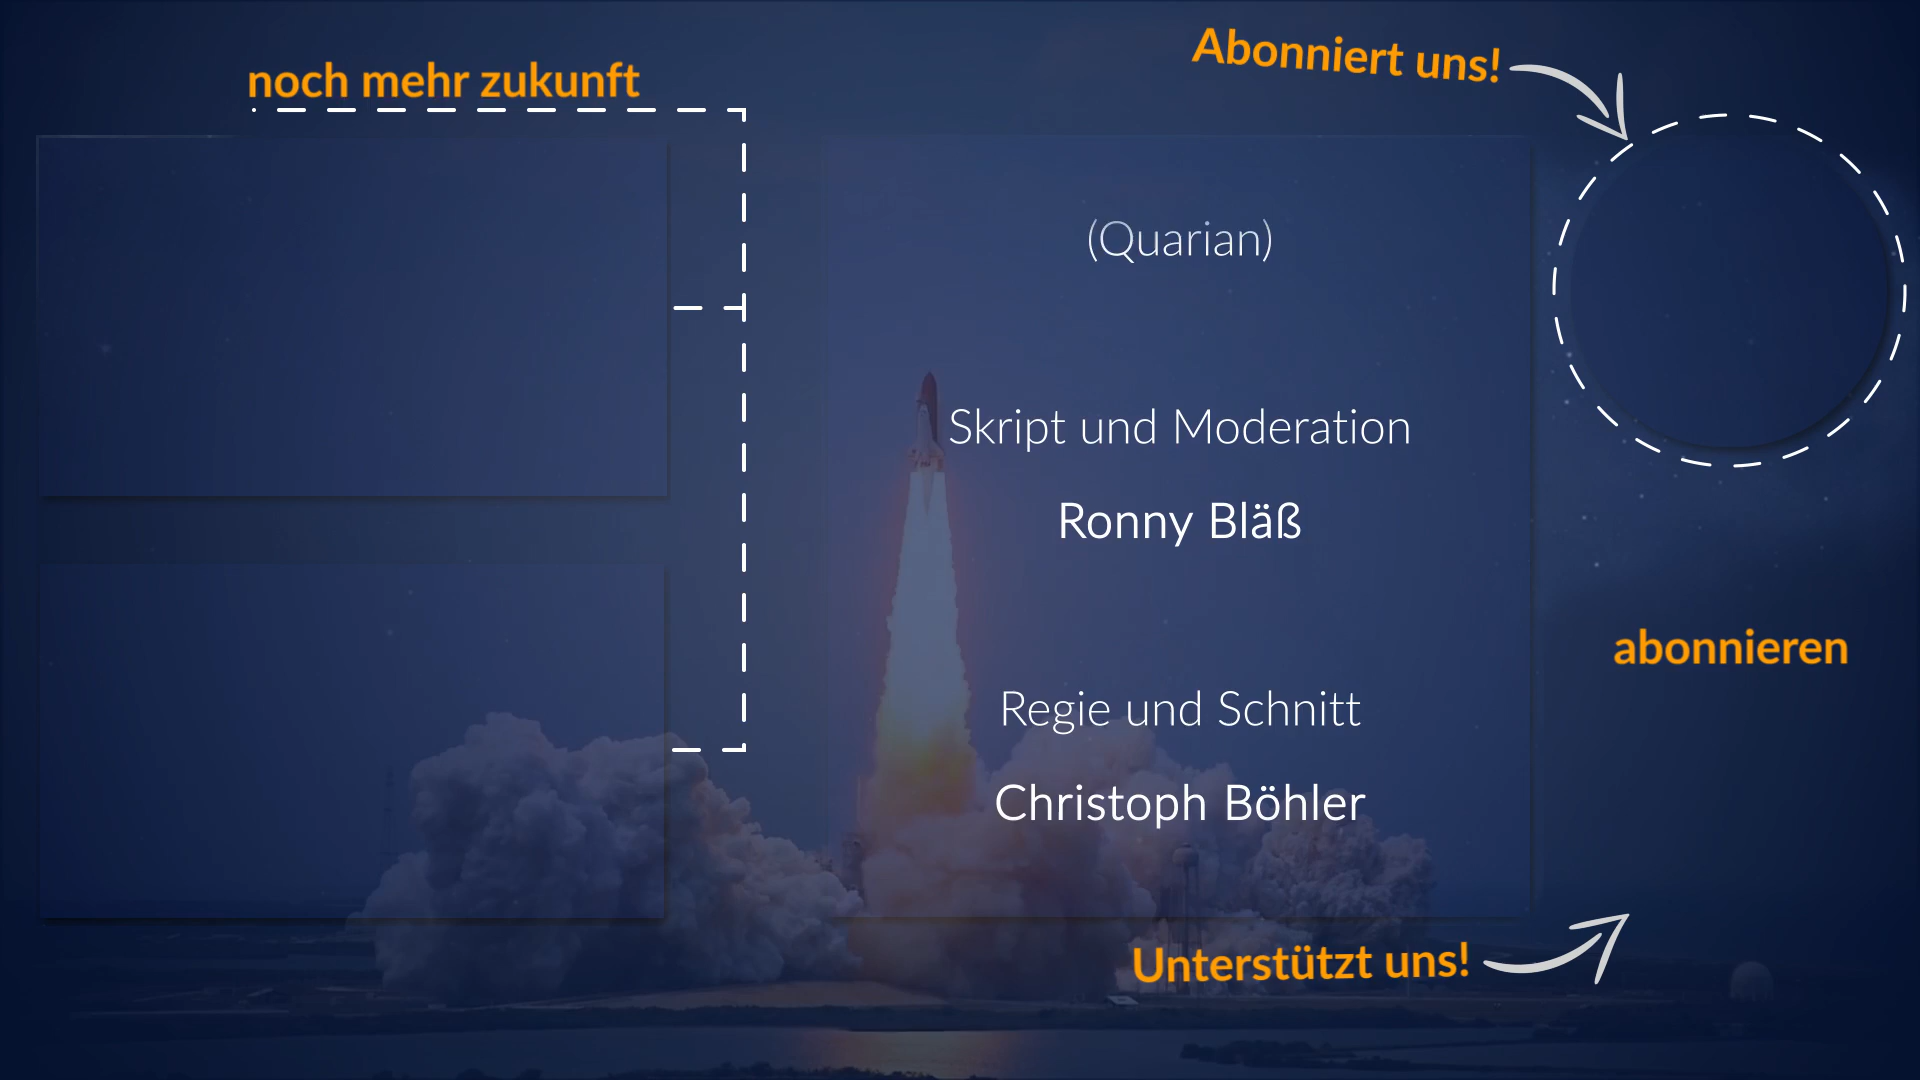 noch mehr zukunft
Abonniert uns!
(Quarian)
Skript und Moderation
Ronny Bläß
Regie und Schnitt
Christoph Böhler
abonnieren
Unterstützt uns!